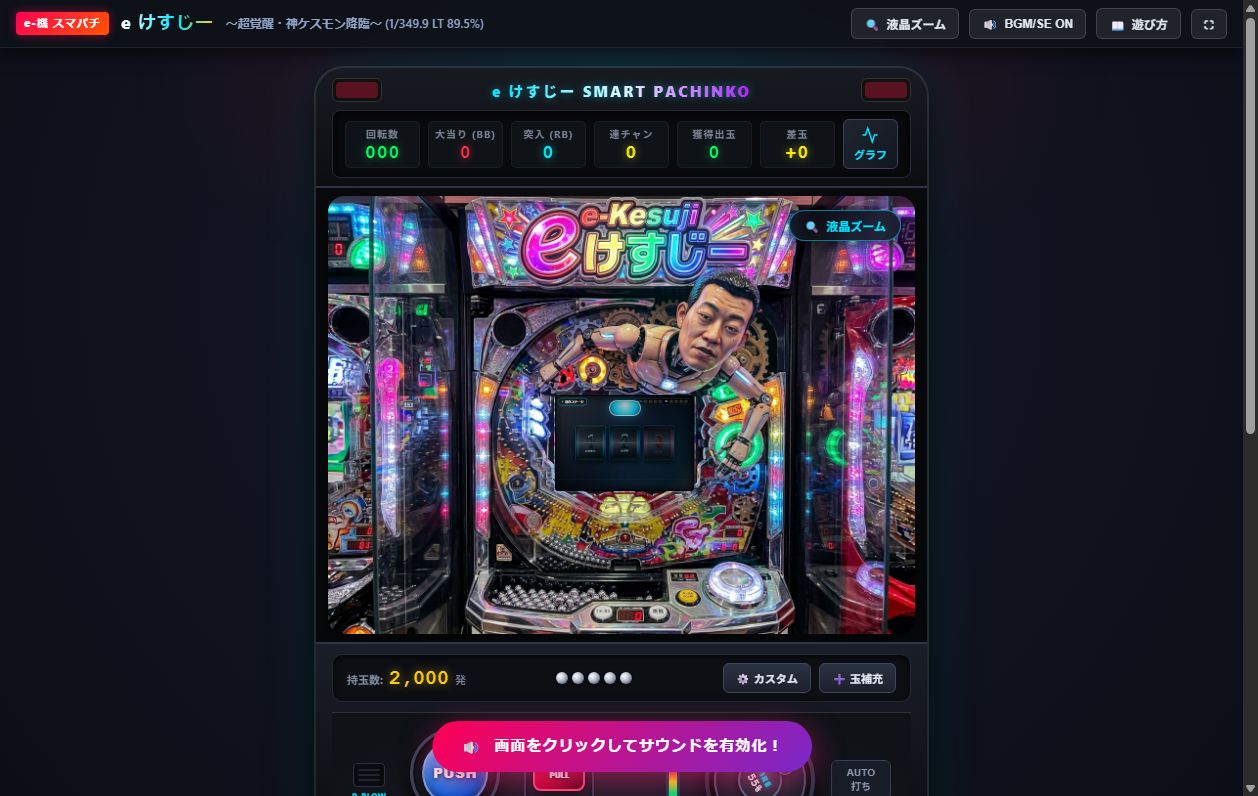 e-機 スマパチ e けすじー ～超覚醒・神ケスモン降臨～ (1/349.9 LT 89.5%)
液晶ズーム BGM/SE ON 遊び方
e けすじー SMART PACHINKO
回転数 大当り (BB) 突入 (RB) 連チャン 獲得出玉 差玉
000 0 0 0 0 +0 グラフ
e-Kesuji
eけすじー
液晶ズーム
持玉数: 2,000 発 カスタム 玉補充
画面をクリックしてサウンドを有効化！
PUSH PULL 55% AUTO
打ち